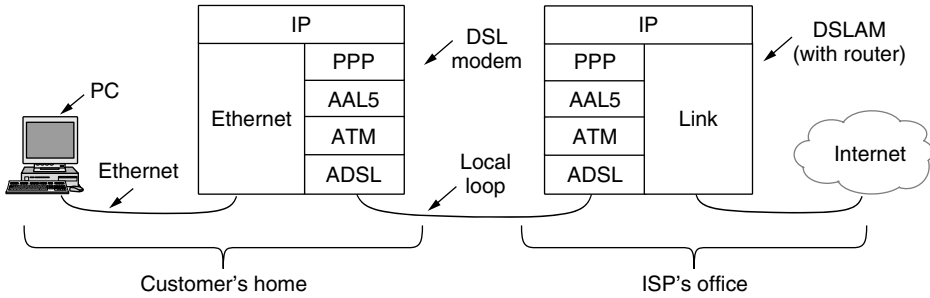 IP
Ethernet
PPP
AAL5
ATM
ADSL
DSL
modem
PC
Ethernet
Local
loop
IP
PPP
AAL5
ATM
ADSL
Link
DSLAM
(with router)
Internet
Customer's home
ISP's office